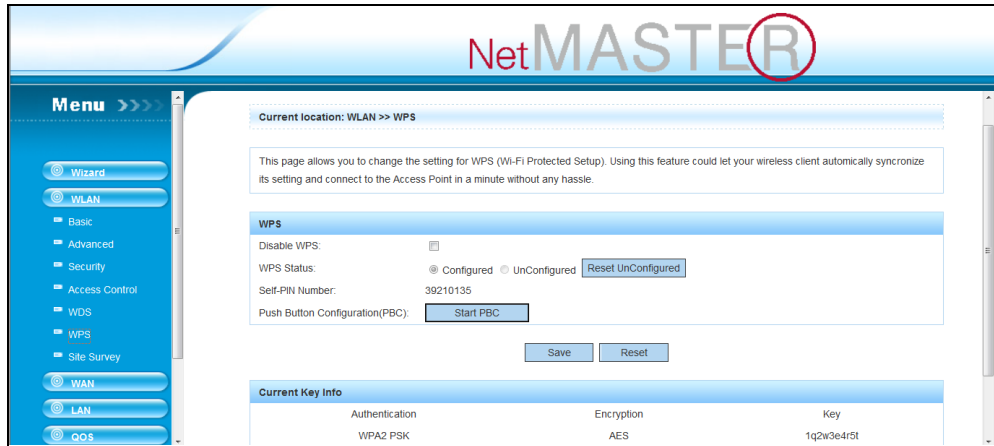 NetMASTER
Menu >>>>
Wizard
WLAN
Basic
Advanced
Security
Access Control
WDS
WPS
Site Survey
WAN
LAN
QOS
Current location: WLAN >> WPS
This page allows you to change the setting for WPS (Wi-Fi Protected Setup). Using this feature could let your wireless client automically syncronize
its setting and connect to the Access Point in a minute without any hassle.
WPS
Disable WPS:
WPS Status: Configured UnConfigured Reset UnConfigured
Self-PIN Number: 39210135
Push Button Configuration(PBC): Start PBC
Save Reset
Current Key Info
Authentication Encryption Key
WPA2 PSK AES 1q2w3e4r5t